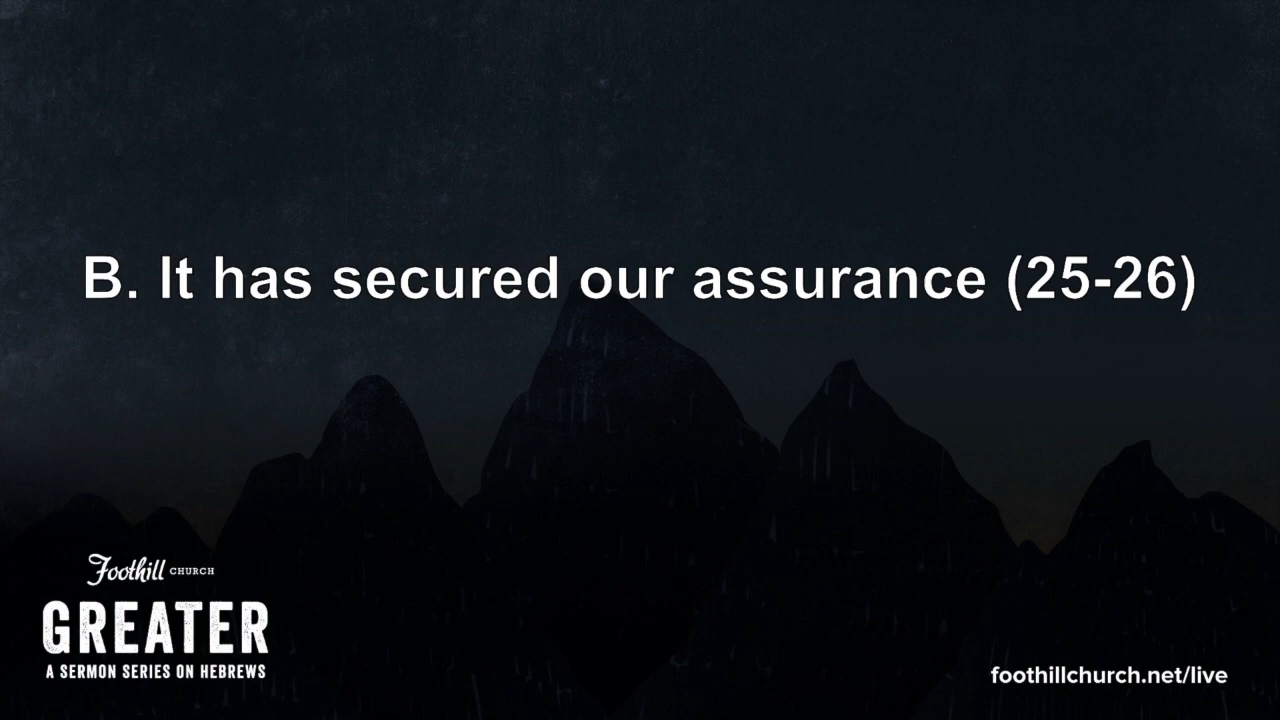 B. It has secured our assurance (25-26)
Foothill CHURCH
GREATER
A SERMON SERIES ON HEBREWS
foothillchurch.net/live